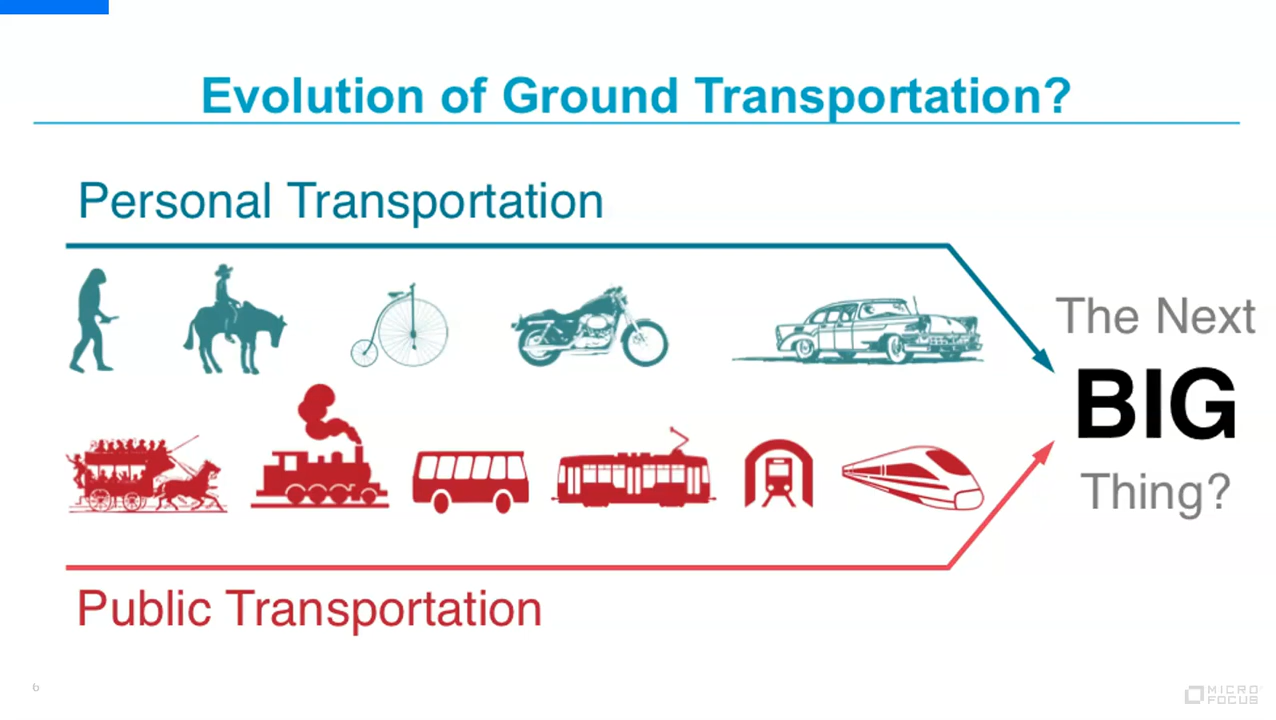 Evolution of Ground Transportation?
Personal Transportation
The Next
BIG
Thing?
Public Transportation
6
MICRO
FOCUS